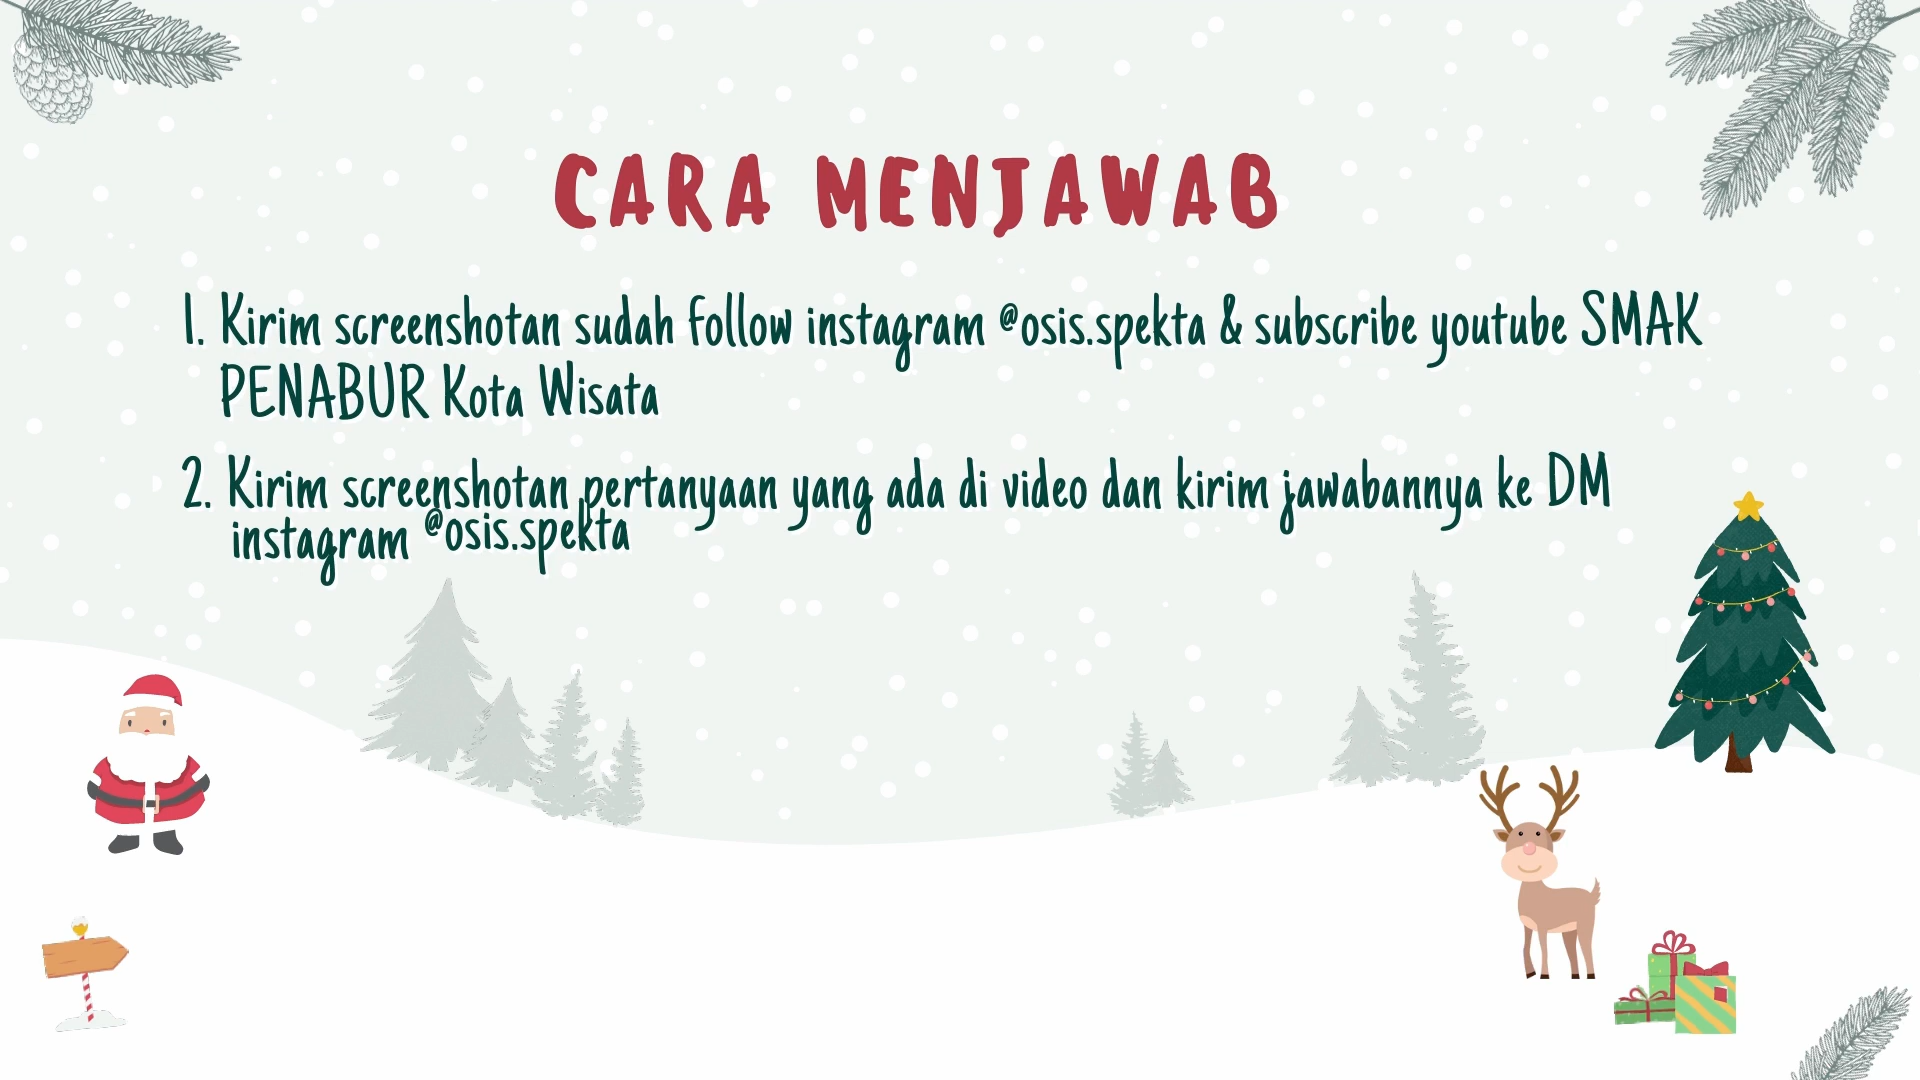 CARA MENJAWAB
1. Kirim screenshotan sudah follow instagram @osis.spekta & subscribe youtube SMAK
PENABUR Kota Wisata
2. Kirim screenshotan pertanyaan yang ada di video dan kirim jawabannya ke DM
instagram @osis.spekta